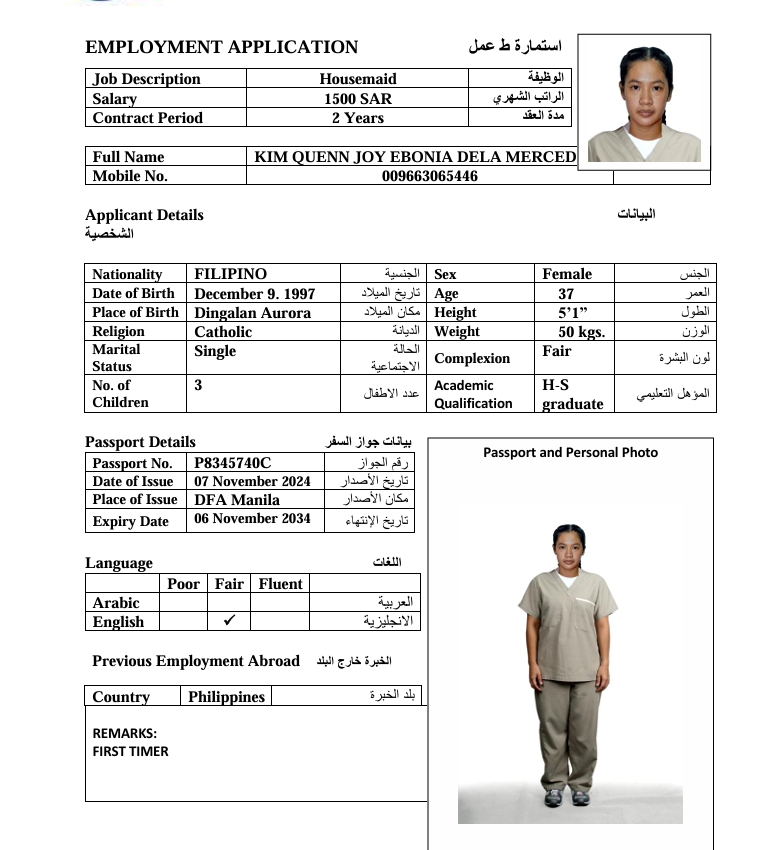 EMPLOYMENT APPLICATION استمارة ط عمل
Job Description Housemaid الوظيفة
Salary 1500 SAR الراتب الشهري
Contract Period 2 Years مدة العقد
Full Name KIM QUENN JOY EBONIA DELA MERCED
Mobile No. 009663065446
Applicant Details البيانات
الشخصية
Nationality FILIPINO الجنسية Sex Female الجنس
Date of Birth December 9. 1997 تاريخ الميلاد Age 37 العمر
Place of Birth Dingalan Aurora مكان الميلاد Height 5’1” الطول
Religion Catholic الديانة Weight 50 kgs. الوزن
Marital Status Single الحالة الاجتماعية Complexion Fair لون البشرة
No. of Children 3 عدد الاطفال Academic Qualification H-S graduate المؤهل التعليمي
Passport Details بيانات جواز السفر
Passport No. P8345740C رقم الجواز
Date of Issue 07 November 2024 تاريخ الأصدار
Place of Issue DFA Manila مكان الأصدار
Expiry Date 06 November 2034 تاريخ الإنتهاء
Passport and Personal Photo
Language اللغات
Poor Fair Fluent
Arabic العربية
English ✓ الانجليزية
Previous Employment Abroad الخبرة خارج البلد
Country Philippines بلد الخبرة
REMARKS:
FIRST TIMER